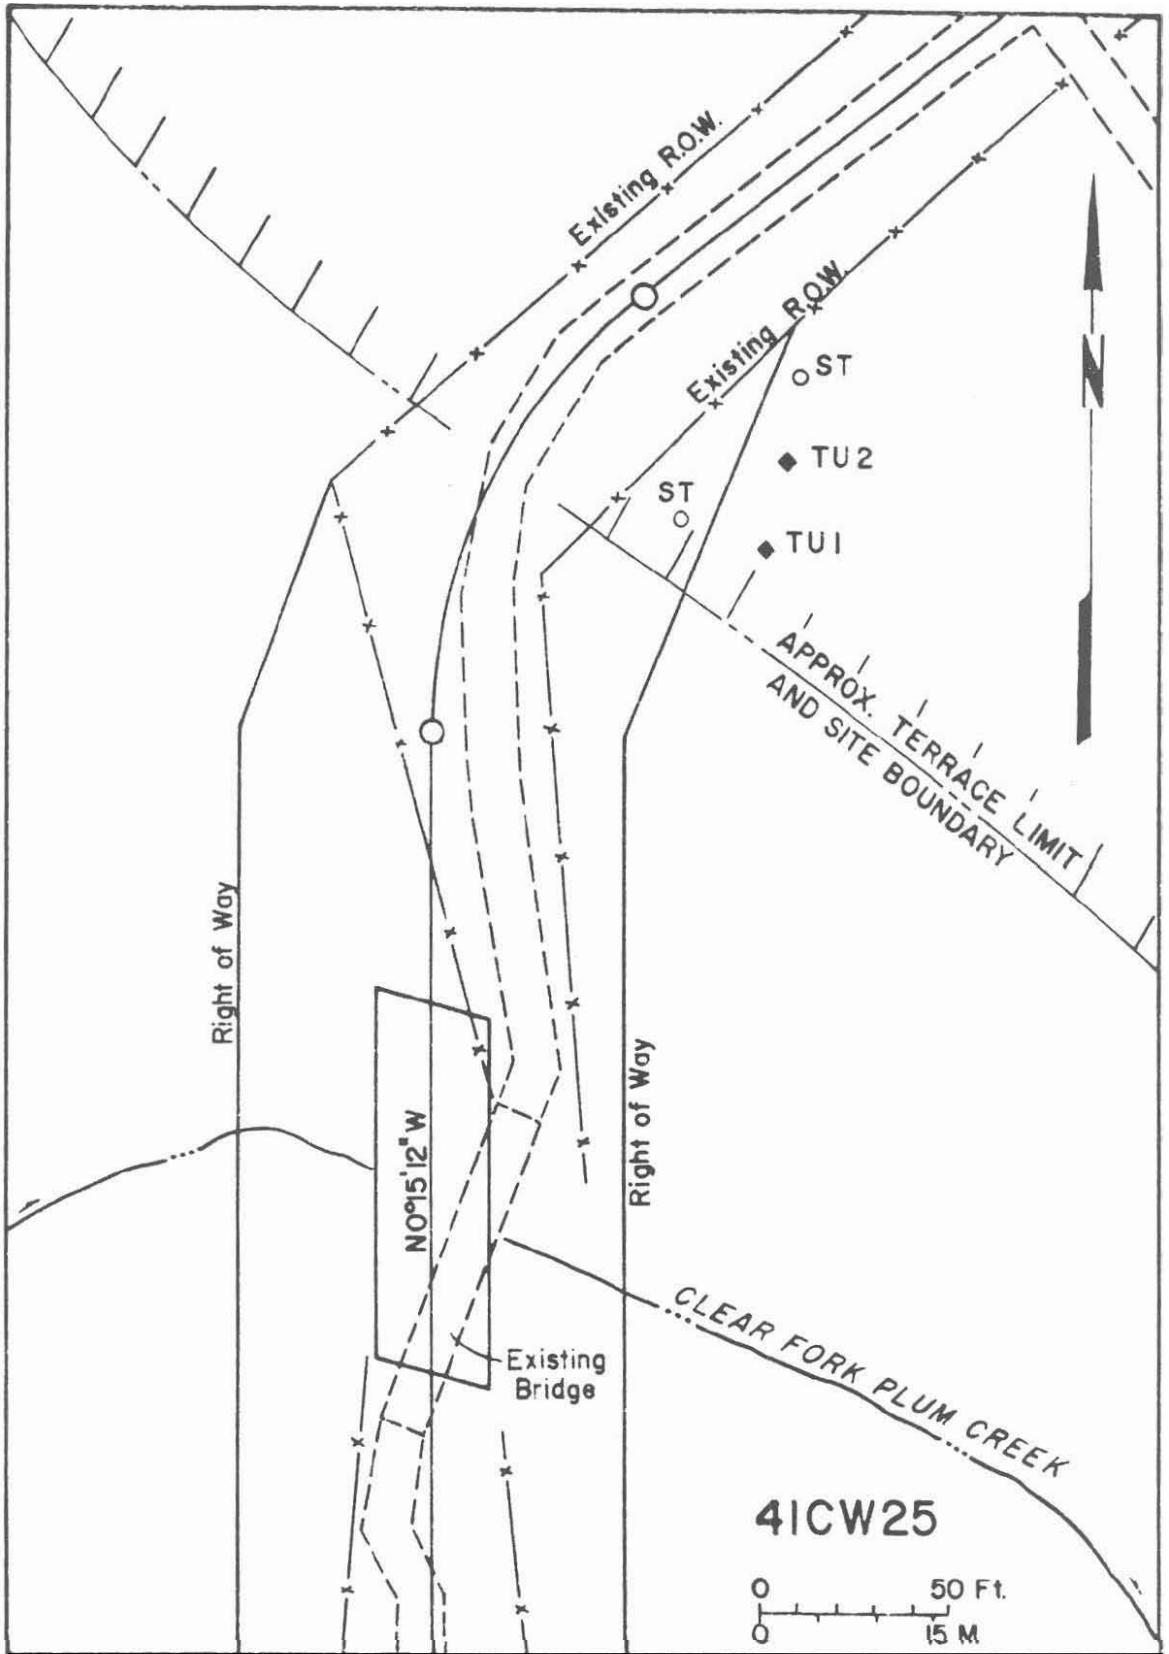 Existing R.O.W.
Existing R.O.W.
N
ST
TU2
ST
TU1
APPROX. TERRACE LIMIT
AND SITE BOUNDARY
Right of Way
Right of Way
N0°15'12"W
CLEAR FORK PLUM CREEK
Existing
Bridge
41CW25
0 50 Ft.
0 15 M